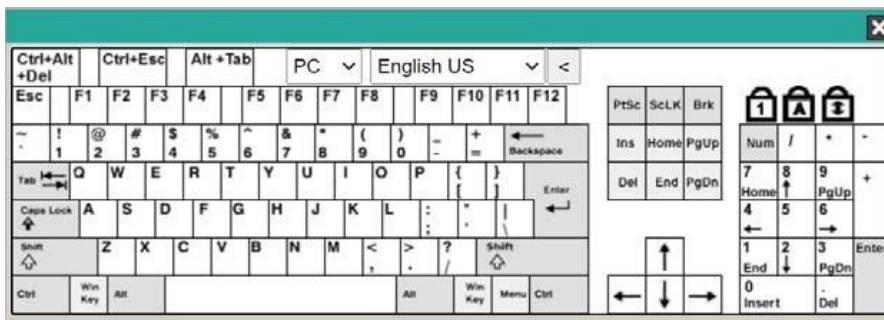 Ctrl+Alt +Del Ctrl+Esc Alt +Tab PC English US <
Esc F1 F2 F3 F4 F5 F6 F7 F8 F9 F10 F11 F12 PtSc ScLK Brk 1 A
~ ! @ # $ % ^ & * ( ) _ +
` 1 2 3 4 5 6 7 8 9 0 - = Backspace Ins Home PgUp Num / * -
Tab Q W E R T Y U I O P { }
[ ] Enter Del End PgDn 7 Home 8 9 PgUp +
Caps Lock A S D F G H J K L : " |
; ' \ 4 5 6
Shift Z X C V B N M < > ? Shift
, . / 1 End 2 3 PgDn Enter
Ctrl Win Key Alt Alt Win Key Menu Ctrl 0 Insert . Del